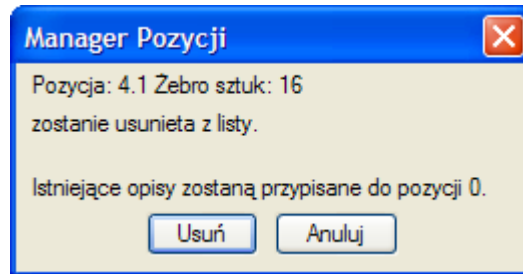 Manager Pozycji
Pozycja: 4.1 Żebro sztuk: 16
zostanie usunieta z listy.
Istniejące opisy zostaną przypisane do pozycji 0.
Usuń Anuluj